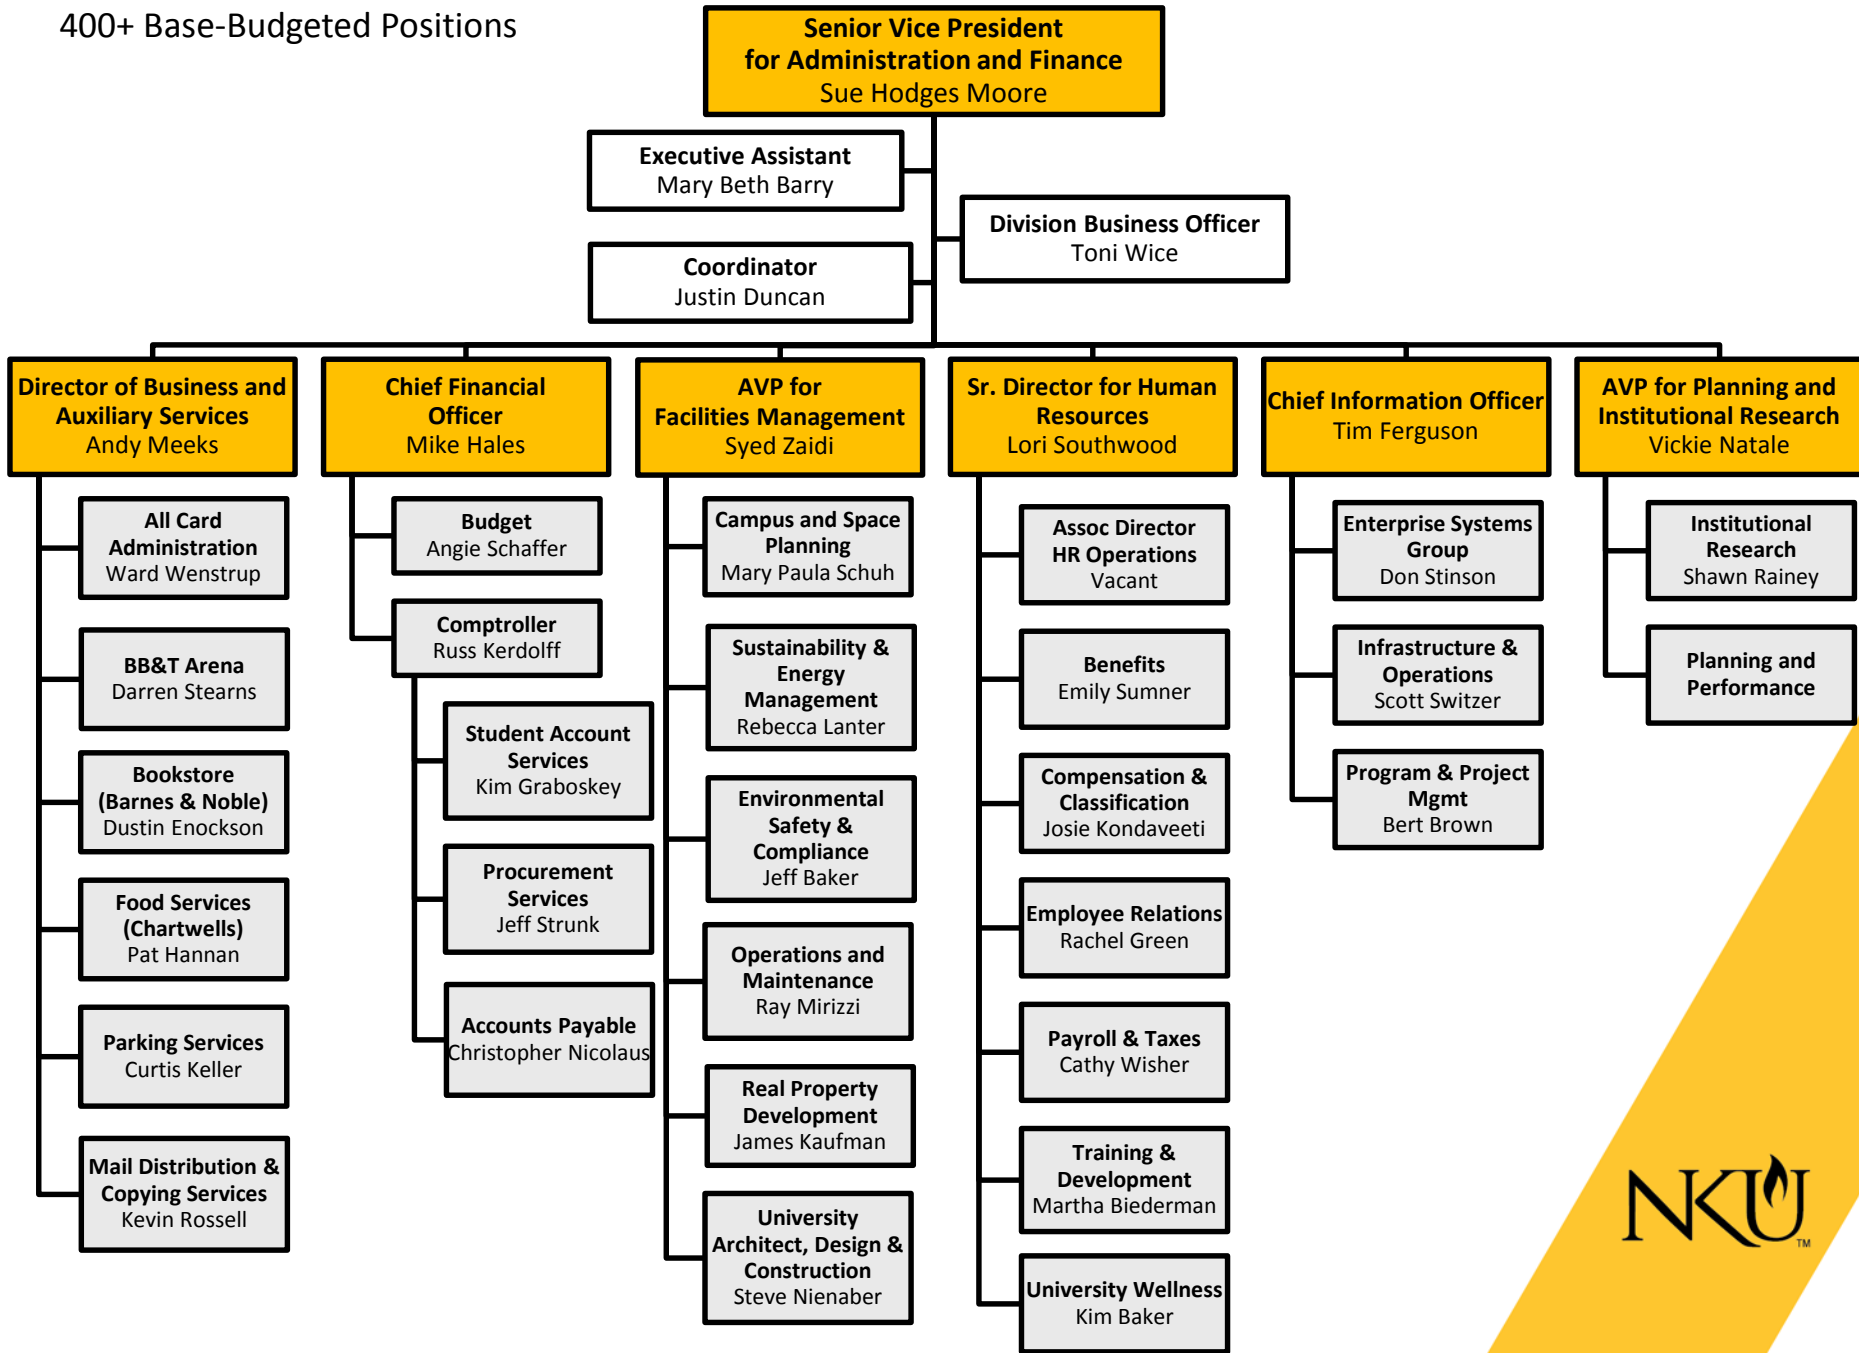 400+ Base-Budgeted Positions
Senior Vice President
for Administration and Finance
Sue Hodges Moore
Executive Assistant
Mary Beth Barry
Division Business Officer
Toni Wice
Coordinator
Justin Duncan
Director of Business and
Auxiliary Services
Andy Meeks
All Card
Administration
Ward Wenstrup
BB&T Arena
Darren Stearns
Bookstore
(Barnes & Noble)
Dustin Enockson
Food Services
(Chartwells)
Pat Hannan
Parking Services
Curtis Keller
Mail Distribution &
Copying Services
Kevin Rossell
Chief Financial
Officer
Mike Hales
Budget
Angie Schaffer
Comptroller
Russ Kerdolff
Student Account
Services
Kim Graboskey
Procurement
Services
Jeff Strunk
Accounts Payable
Christopher Nicolaus
AVP for
Facilities Management
Syed Zaidi
Campus and Space
Planning
Mary Paula Schuh
Sustainability &
Energy
Management
Rebecca Lanter
Environmental
Safety &
Compliance
Jeff Baker
Operations and
Maintenance
Ray Mirizzi
Real Property
Development
James Kaufman
University
Architect, Design &
Construction
Steve Nienaber
Sr. Director for Human
Resources
Lori Southwood
Assoc Director
HR Operations
Vacant
Benefits
Emily Sumner
Compensation &
Classification
Josie Kondaveeti
Employee Relations
Rachel Green
Payroll & Taxes
Cathy Wisher
Training &
Development
Martha Biederman
University Wellness
Kim Baker
Chief Information Officer
Tim Ferguson
Enterprise Systems
Group
Don Stinson
Infrastructure &
Operations
Scott Switzer
Program & Project
Mgmt
Bert Brown
AVP for Planning and
Institutional Research
Vickie Natale
Institutional
Research
Shawn Rainey
Planning and
Performance
NKU
TM